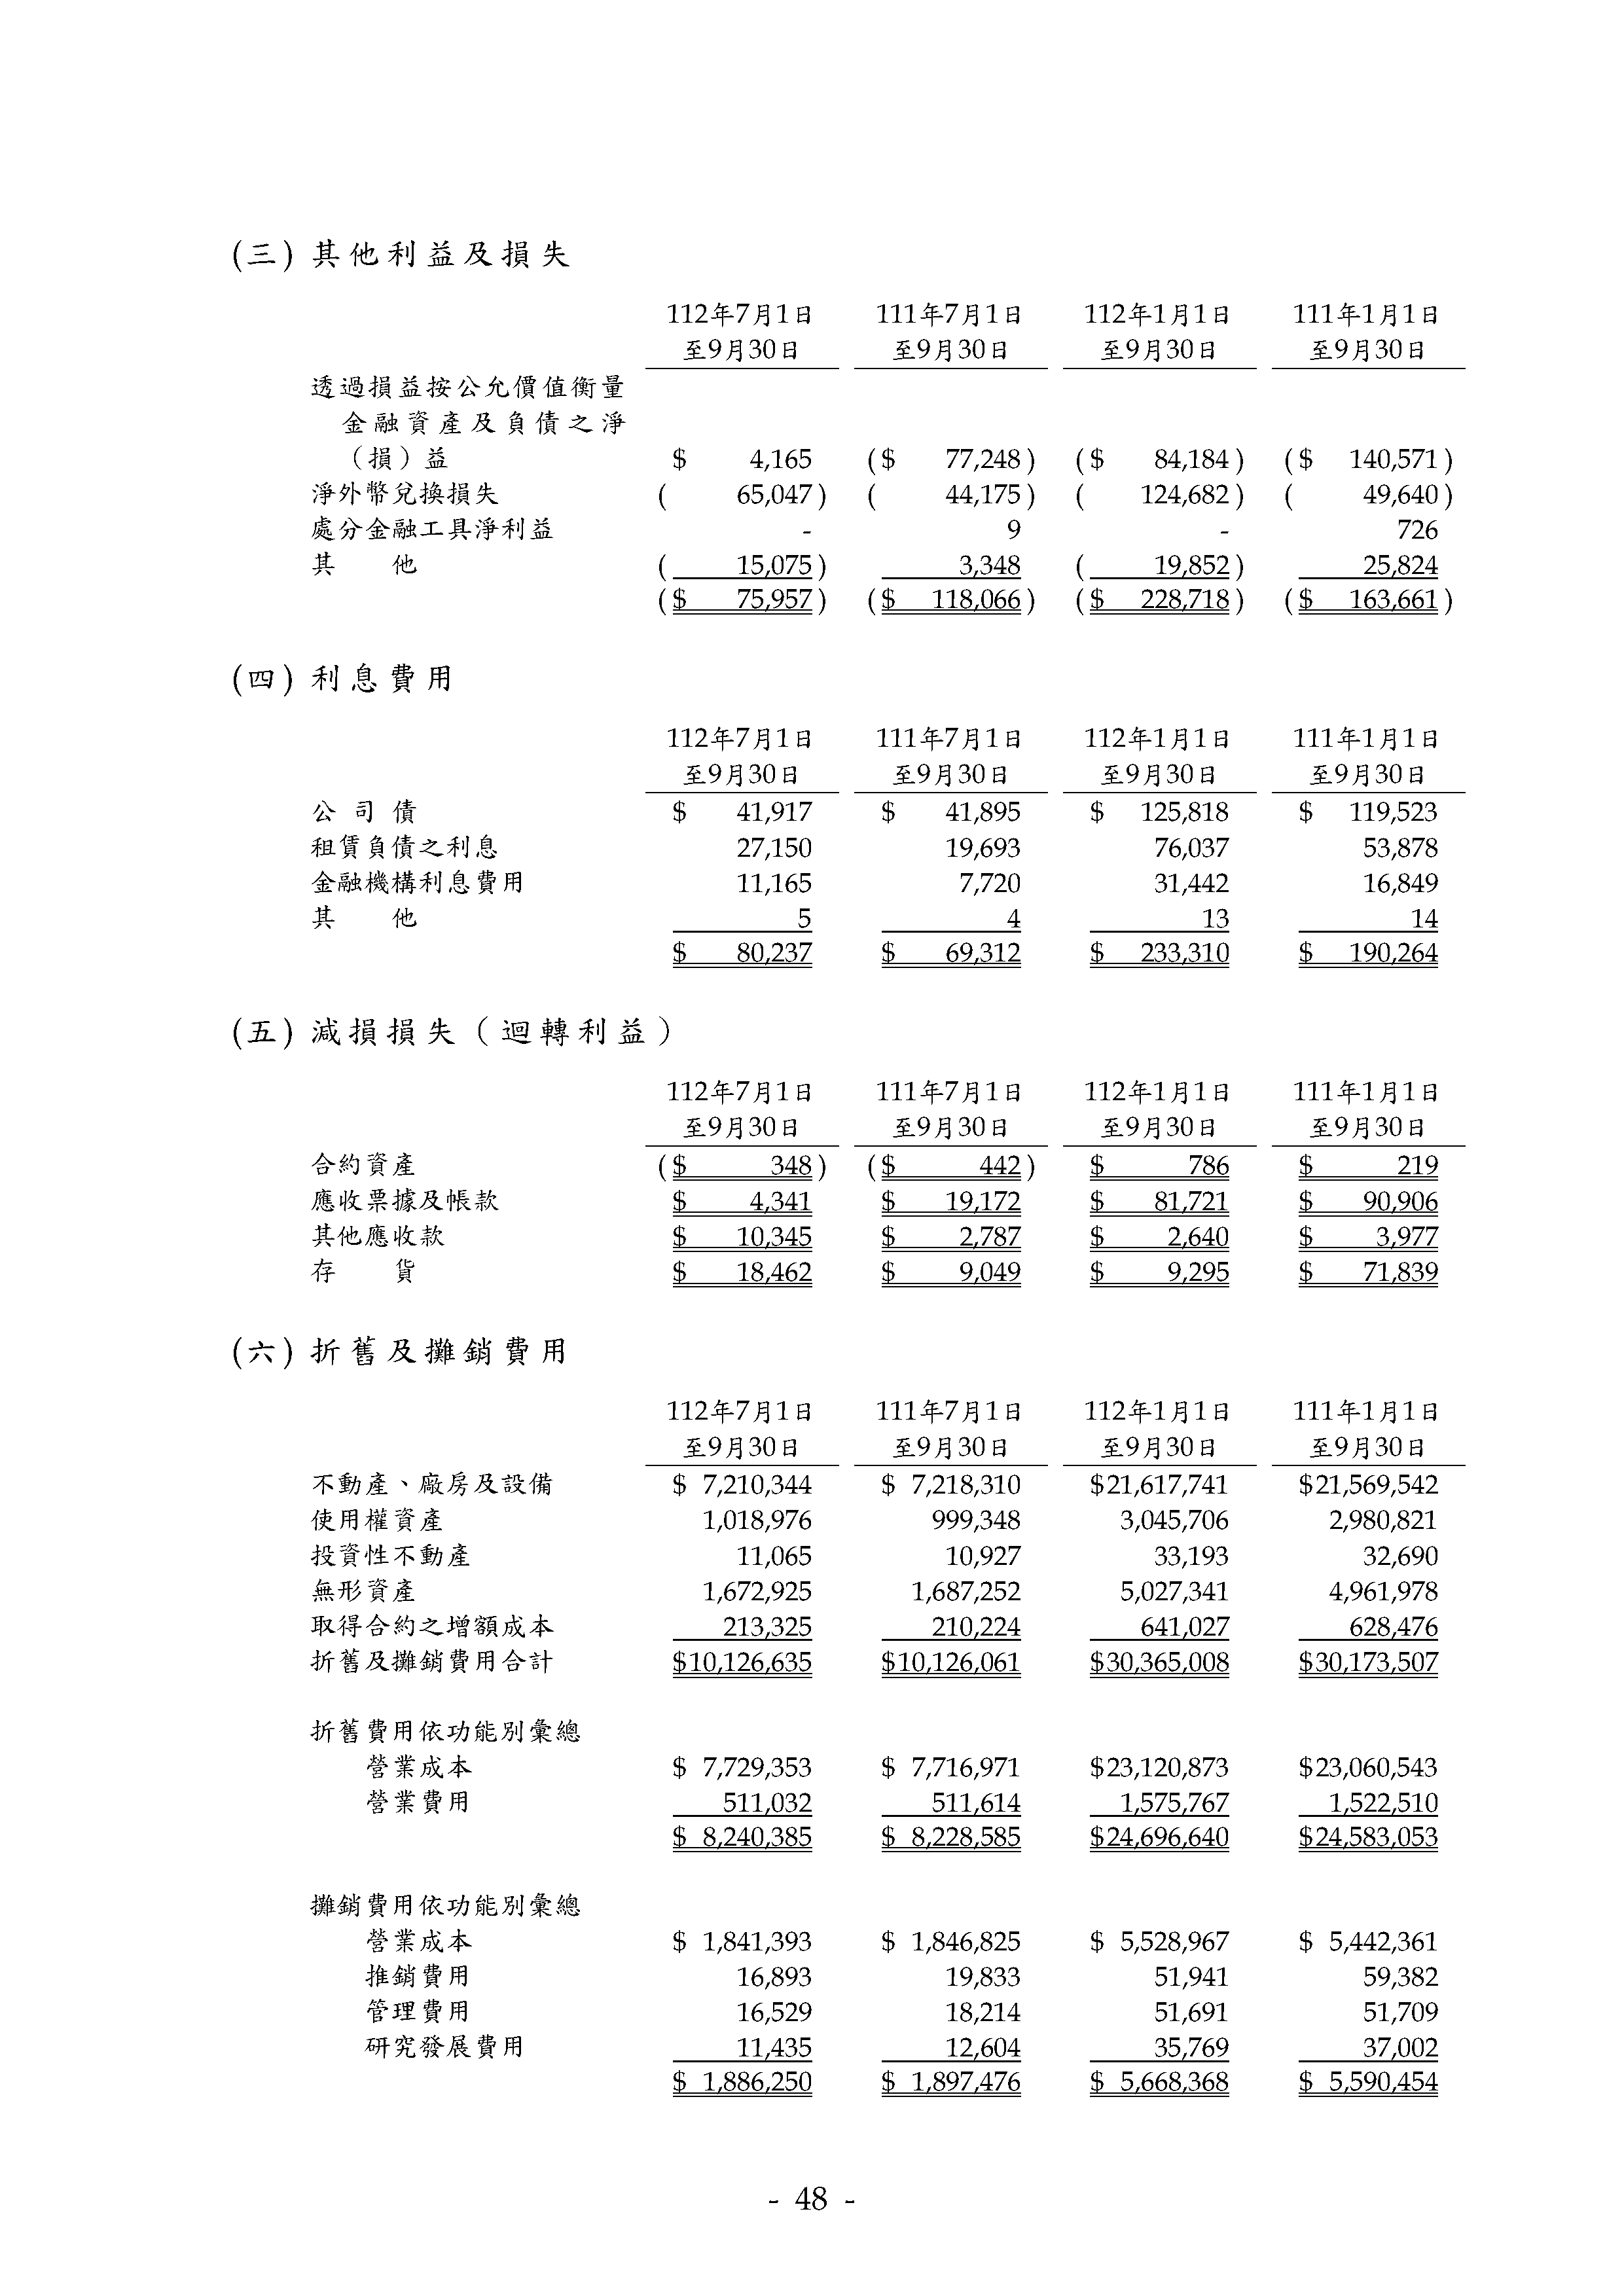 (三) 其他利益及損失
112年7月1日 111年7月1日 112年1月1日 111年1月1日
至9月30日 至9月30日 至9月30日 至9月30日
透過損益按公允價值衡量
金融資產及負債之淨
（損）益 $ 4,165 ($ 77,248) ($ 84,184) ($ 140,571)
淨外幣兌換損失 ( 65,047) ( 44,175) ( 124,682) ( 49,640)
處分金融工具淨利益 - 9 - 726
其 他 ( 15,075) 3,348 ( 19,852) 25,824
($ 75,957) ($ 118,066) ($ 228,718) ($ 163,661)
(四) 利息費用
112年7月1日 111年7月1日 112年1月1日 111年1月1日
至9月30日 至9月30日 至9月30日 至9月30日
公司債 $ 41,917 $ 41,895 $ 125,818 $ 119,523
租賃負債之利息 27,150 19,693 76,037 53,878
金融機構利息費用 11,165 7,720 31,442 16,849
其 他 5 4 13 14
$ 80,237 $ 69,312 $ 233,310 $ 190,264
(五) 減損損失（迴轉利益）
112年7月1日 111年7月1日 112年1月1日 111年1月1日
至9月30日 至9月30日 至9月30日 至9月30日
合約資產 ($ 348) ($ 442) $ 786 $ 219
應收票據及帳款 $ 4,341 $ 19,172 $ 81,721 $ 90,906
其他應收款 $ 10,345 $ 2,787 $ 2,640 $ 3,977
存 貨 $ 18,462 $ 9,049 $ 9,295 $ 71,839
(六) 折舊及攤銷費用
112年7月1日 111年7月1日 112年1月1日 111年1月1日
至9月30日 至9月30日 至9月30日 至9月30日
不動產、廠房及設備 $ 7,210,344 $ 7,218,310 $21,617,741 $21,569,542
使用權資產 1,018,976 999,348 3,045,706 2,980,821
投資性不動產 11,065 10,927 33,193 32,690
無形資產 1,672,925 1,687,252 5,027,341 4,961,978
取得合約之增額成本 213,325 210,224 641,027 628,476
折舊及攤銷費用合計 $10,126,635 $10,126,061 $30,365,008 $30,173,507
折舊費用依功能別彙總
營業成本 $ 7,729,353 $ 7,716,971 $23,120,873 $23,060,543
營業費用 511,032 511,614 1,575,767 1,522,510
$ 8,240,385 $ 8,228,585 $24,696,640 $24,583,053
攤銷費用依功能別彙總
營業成本 $ 1,841,393 $ 1,846,825 $ 5,528,967 $ 5,442,361
推銷費用 16,893 19,833 51,941 59,382
管理費用 16,529 18,214 51,691 51,709
研究發展費用 11,435 12,604 35,769 37,002
$ 1,886,250 $ 1,897,476 $ 5,668,368 $ 5,590,454
- 48 -